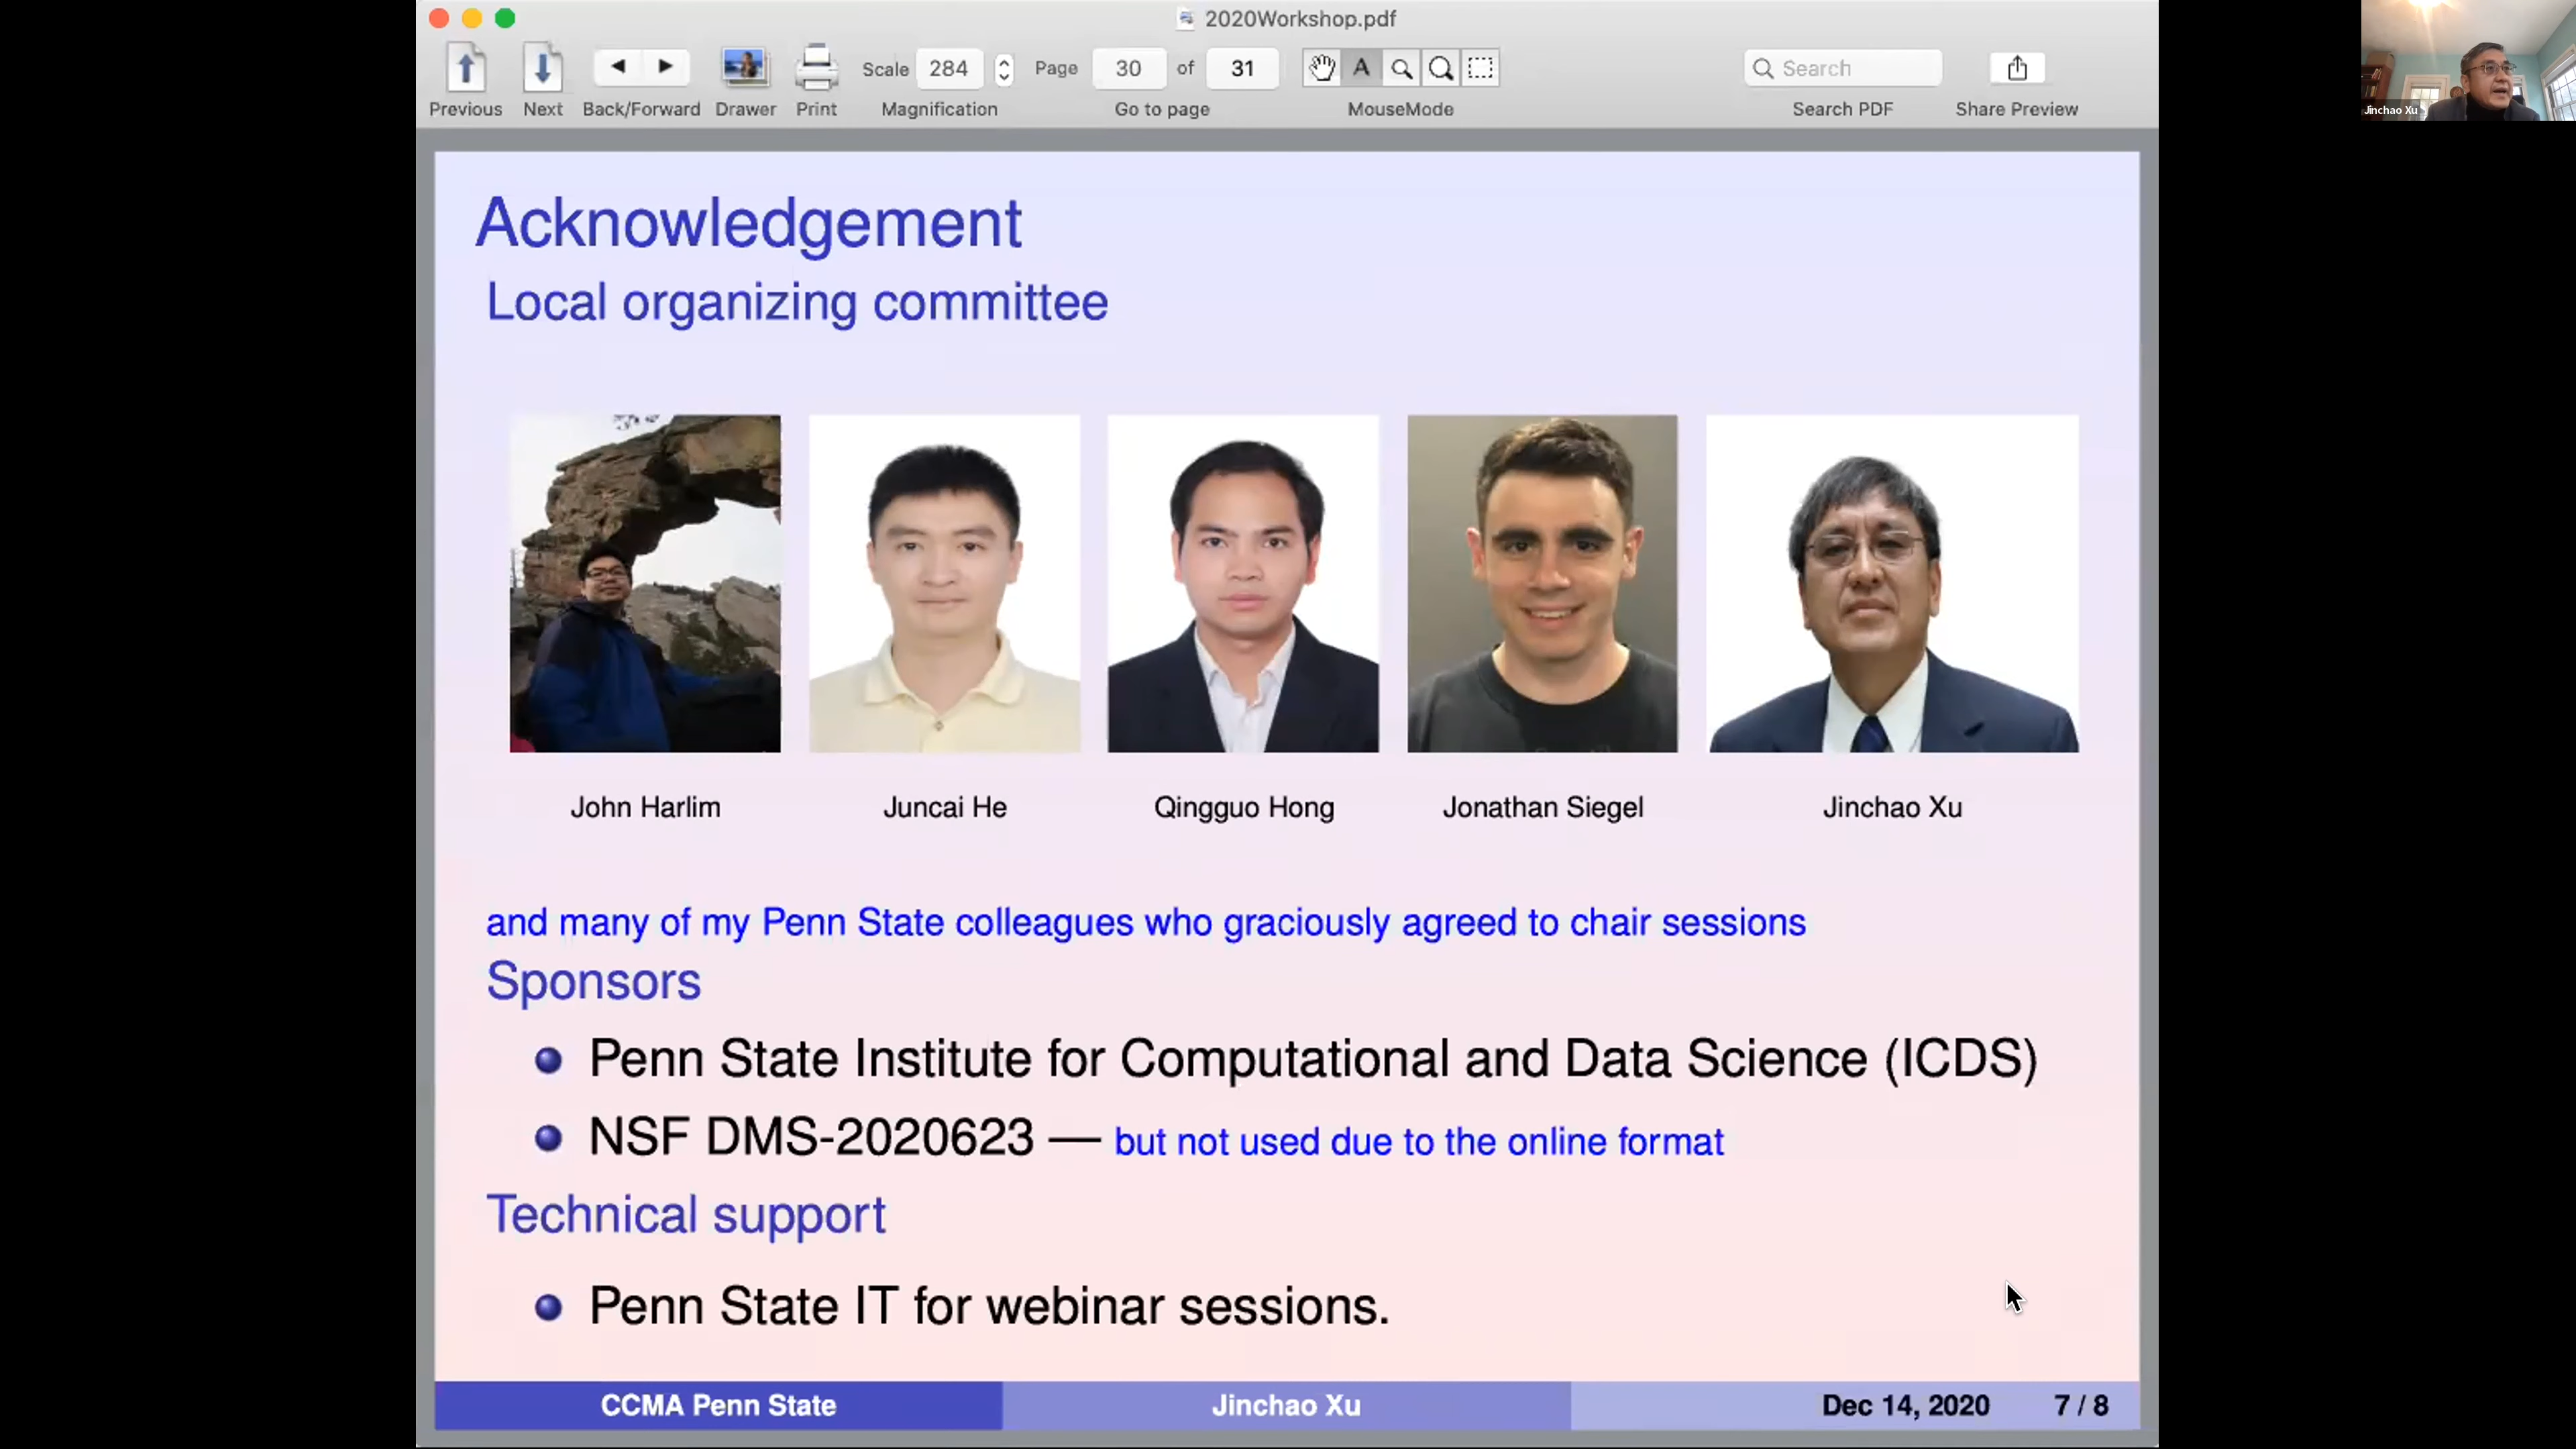 2020Workshop.pdf
Previous
Next
Back/Forward
Drawer
Print
Scale 284
Magnification
Page 30 of 31
Go to page
A
MouseMode
Search
Search PDF
Share Preview
Jinchao Xu
Acknowledgement
Local organizing committee
John Harlim
Juncai He
Qingguo Hong
Jonathan Siegel
Jinchao Xu
and many of my Penn State colleagues who graciously agreed to chair sessions
Sponsors
Penn State Institute for Computational and Data Science (ICDS)
NSF DMS-2020623 — but not used due to the online format
Technical support
Penn State IT for webinar sessions.
CCMA Penn State
Jinchao Xu
Dec 14, 2020
7 / 8